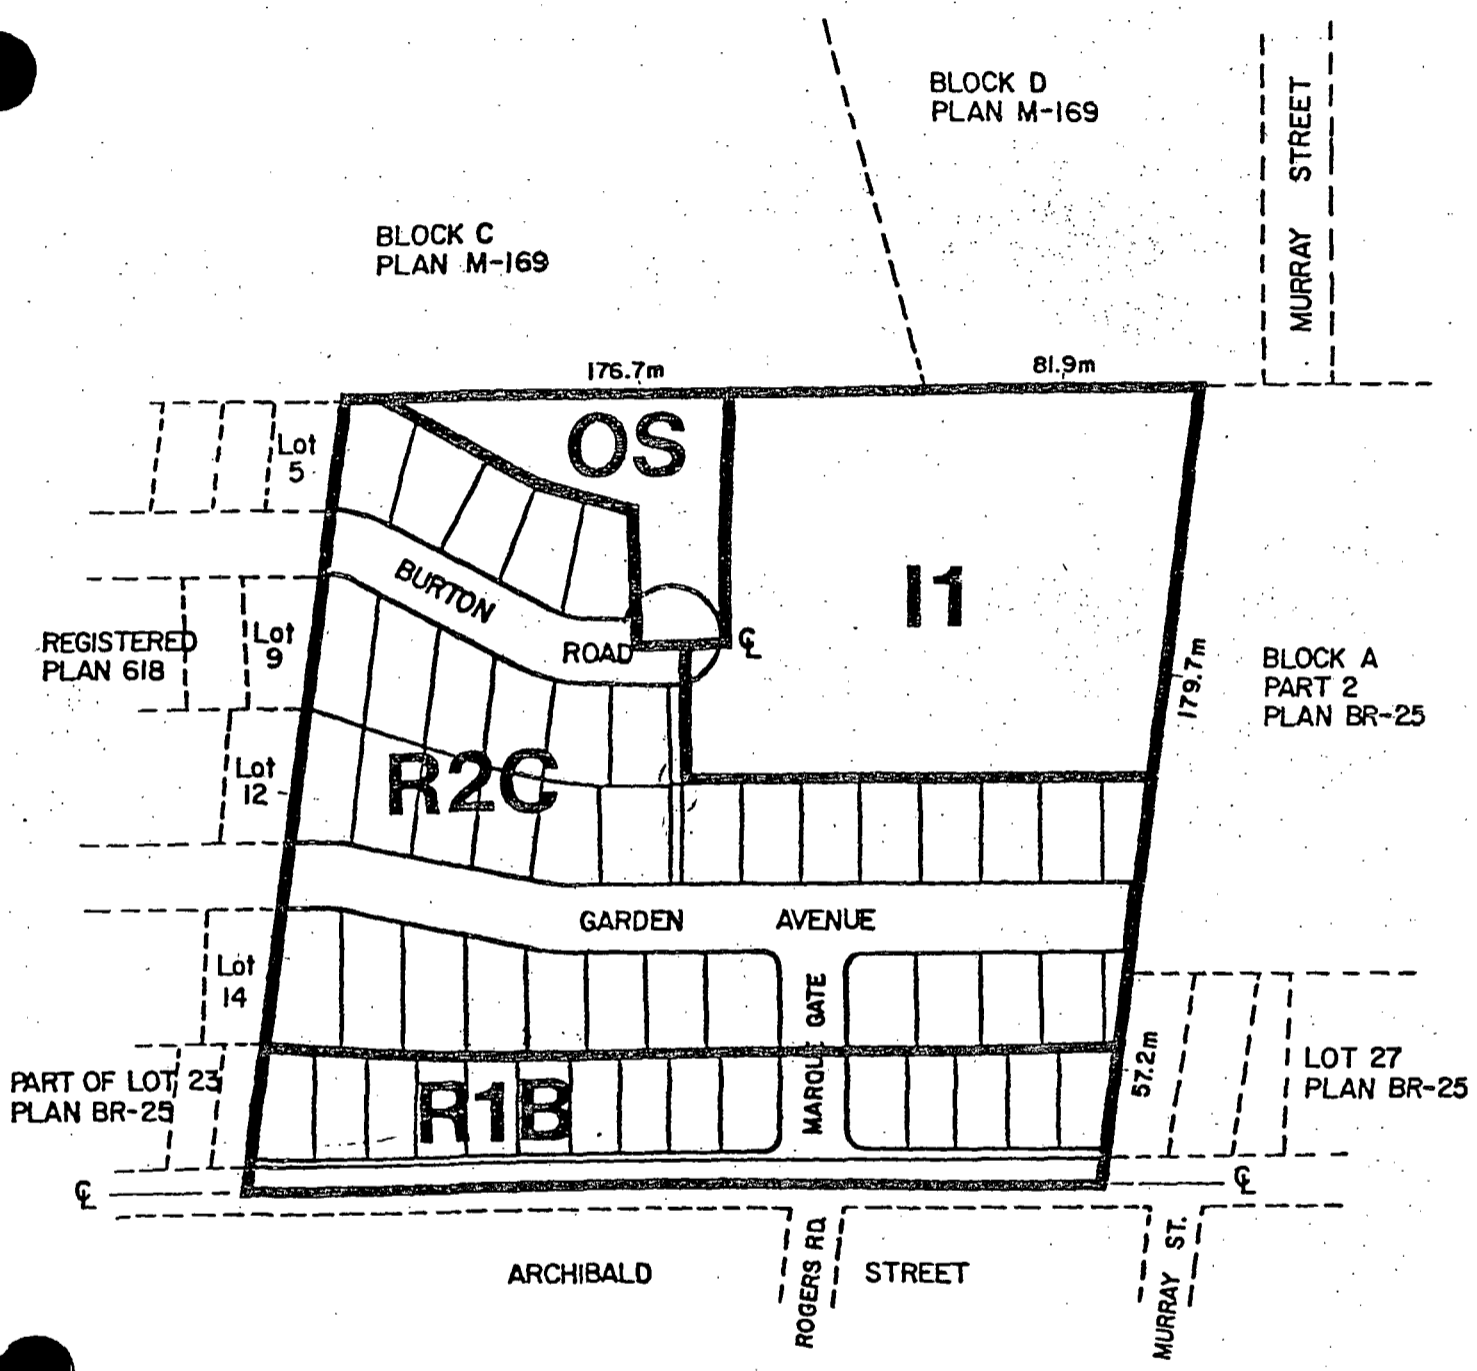 BLOCK D
PLAN M-169
MURRAY STREET
BLOCK C
PLAN M-169
176.7m
81.9m
OS
Lot
5
BURTON
ROAD
I1
℄
REGISTERED
PLAN 618
Lot
9
179.7m
BLOCK A
PART 2
PLAN BR-25
R2C
Lot
12
GARDEN AVENUE
Lot
14
MARQUE GATE
57.2m
LOT 27
PLAN BR-25
PART OF LOT 23
PLAN BR-25
R1B
℄
℄
ARCHIBALD STREET
ROGERS RD.
MURRAY ST.